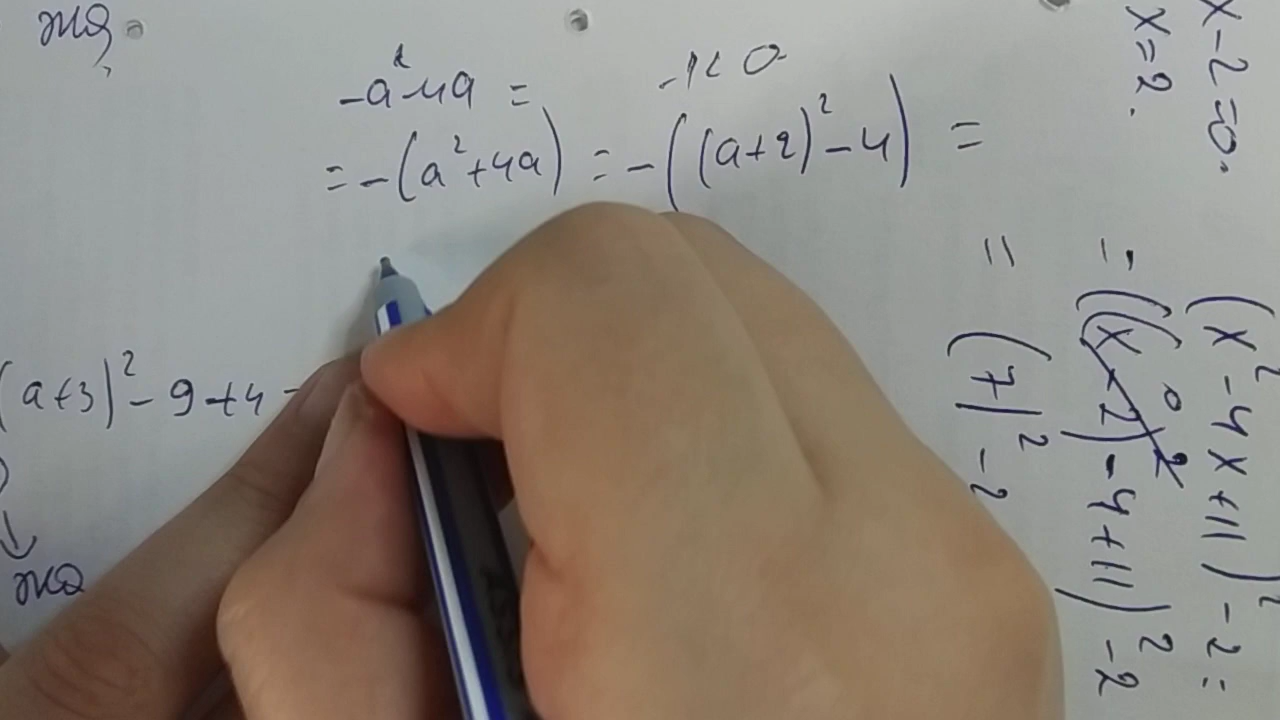 -a² 4a =
-1 < 0
= -(a² + 4a) = -((a+2)² - 4) =
(a+3)² - 9 + 4 -
x - 2 = 0.
x = 2.
(x² - 4x + 11)² - 2 =
= ((x - 2)² - 4 + 11)² - 2
0
= (7)² - 2